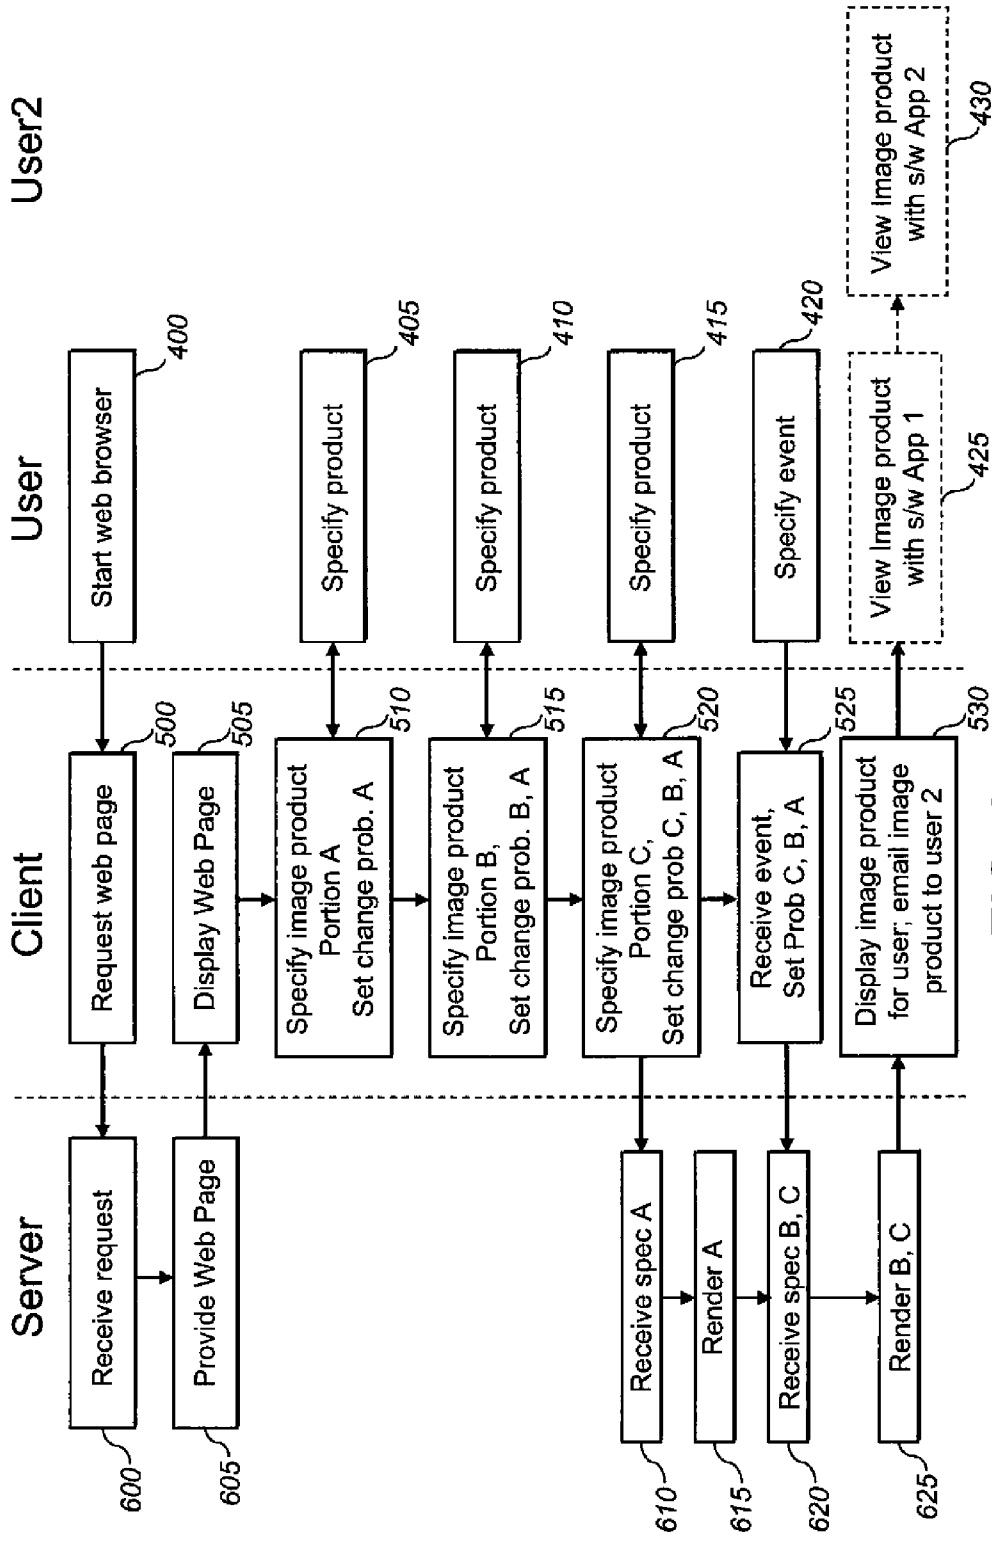 Server
Client
User
User2
Receive request
600
Request web page
500
Start web browser
400
Provide Web Page
605
Display Web Page
505
Specify image product
Portion A
Set change prob. A
510
Specify product
405
Specify image product
Portion B,
Set change prob. B, A
515
Specify product
410
Specify image product
Portion C,
Set change prob C, B, A
520
Specify product
415
Receive spec A
610
Render A
615
Receive spec B, C
620
Receive event,
Set Prob C, B, A
525
Specify event
420
Render B, C
625
Display image product
for user; email image
product to user 2
530
View Image product
with s/w App 1
425
View Image product
with s/w App 2
430